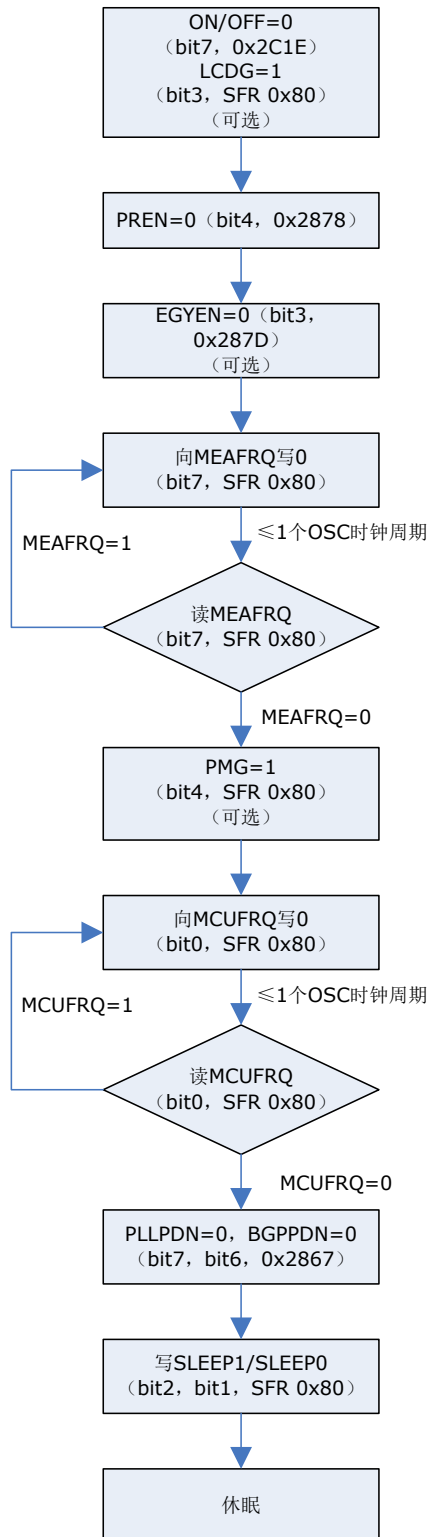 ON/OFF=0
（bit7，0x2C1E）
LCDG=1
（bit3，SFR 0x80）
（可选）
PREN=0（bit4，0x2878）
EGYEN=0（bit3，
0x287D）
（可选）
向MEAFRQ写0
（bit7，SFR 0x80）
≤1个OSC时钟周期
MEAFRQ=1
读MEAFRQ
（bit7，SFR 0x80）
MEAFRQ=0
PMG=1
（bit4，SFR 0x80）
（可选）
向MCUFRQ写0
（bit0，SFR 0x80）
≤1个OSC时钟周期
MCUFRQ=1
读MCUFRQ
（bit0，SFR 0x80）
MCUFRQ=0
PLLPDN=0，BGPPDN=0
（bit7，bit6，0x2867）
写SLEEP1/SLEEP0
（bit2，bit1，SFR 0x80）
休眠